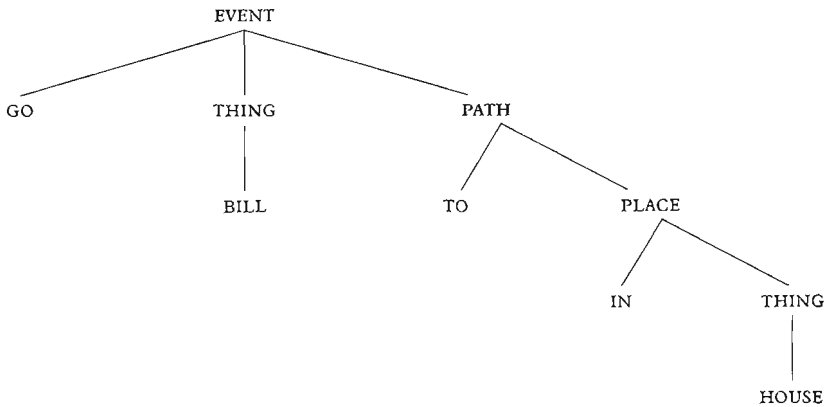 EVENT
GO THING PATH
BILL TO PLACE
IN THING
HOUSE